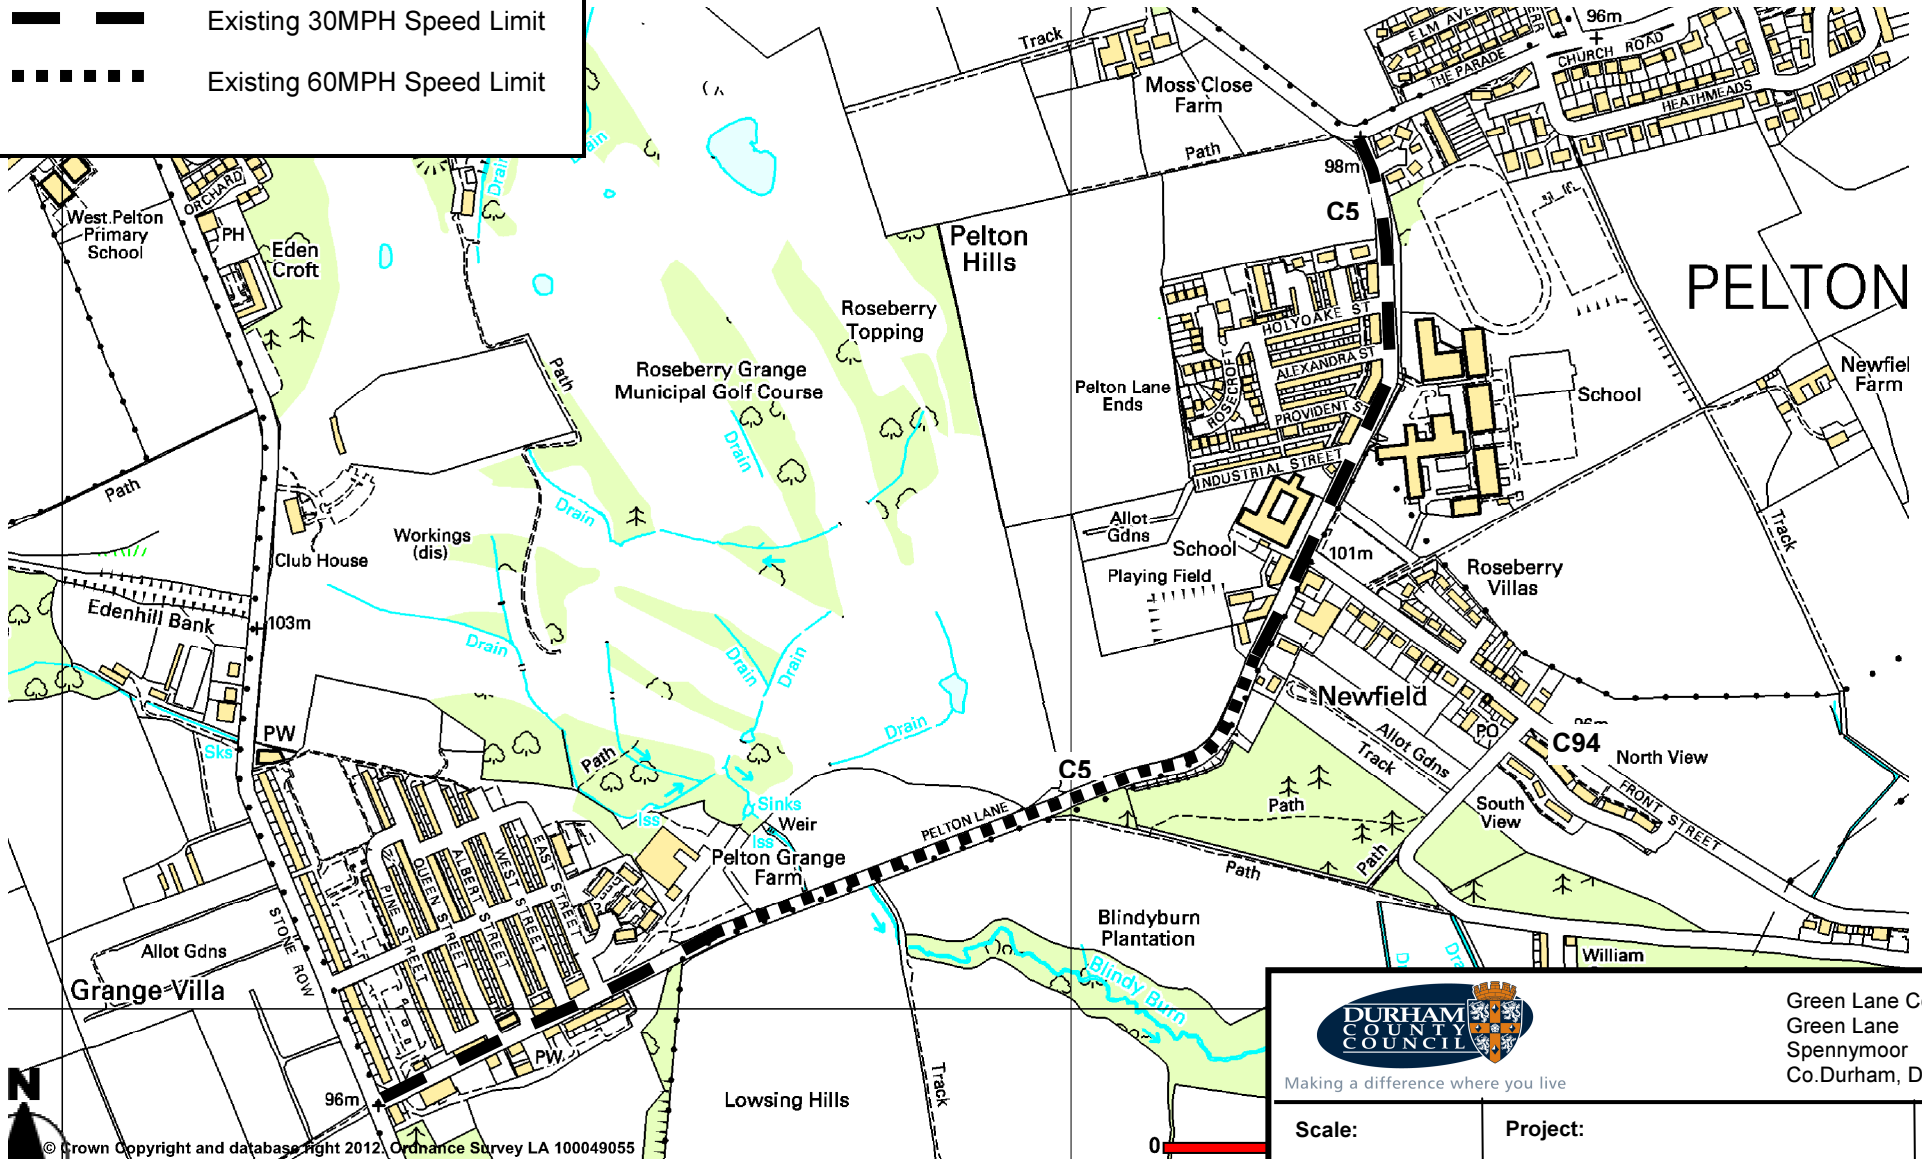 Existing 30MPH Speed Limit
Existing 60MPH Speed Limit
Track
Moss Close
Farm
Path
98m
C5
96m
CHURCH ROAD
THE PARADE
HEATHMEADS
West Pelton
Primary
School
ORCHARD
PH
Eden
Croft
Drain
Pelton
Hills
PELTON
Roseberry
Topping
Roseberry Grange
Municipal Golf Course
Path
HOLYOAKE ST
ALEXANDRA ST
ROSECROFT
PROVIDENT ST
INDUSTRIAL STREET
Pelton Lane
Ends
School
Newfiel
Farm
Track
Path
Drain
Drain
Workings
(dis)
Club House
Allot
Gdns
School
Playing Field
101m
Roseberry
Villas
Edenhill Bank
103m
Drain
Drain
Drain
Drain
Newfield
Allot Gdns
Track
PO
C94
North View
FRONT STREET
South
View
PW
Sks
Path
Iss
Sinks
Weir
Iss
Pelton Grange
Farm
C5
PELTON LANE
Path
Path
Path
EAST STREET
WEST STREET
ALBERT STREET
QUEEN STREET
PINE STREET
STONE ROW
Allot Gdns
Grange Villa
PW
96m
Blindyburn
Plantation
Blindy Burn
William
Track
Lowsing Hills
N
© Crown Copyright and database right 2012. Ordnance Survey LA 100049055
0
DURHAM
COUNTY
COUNCIL
Making a difference where you live
Green Lane C
Green Lane
Spennymoor
Co.Durham, D
Scale:
Project: